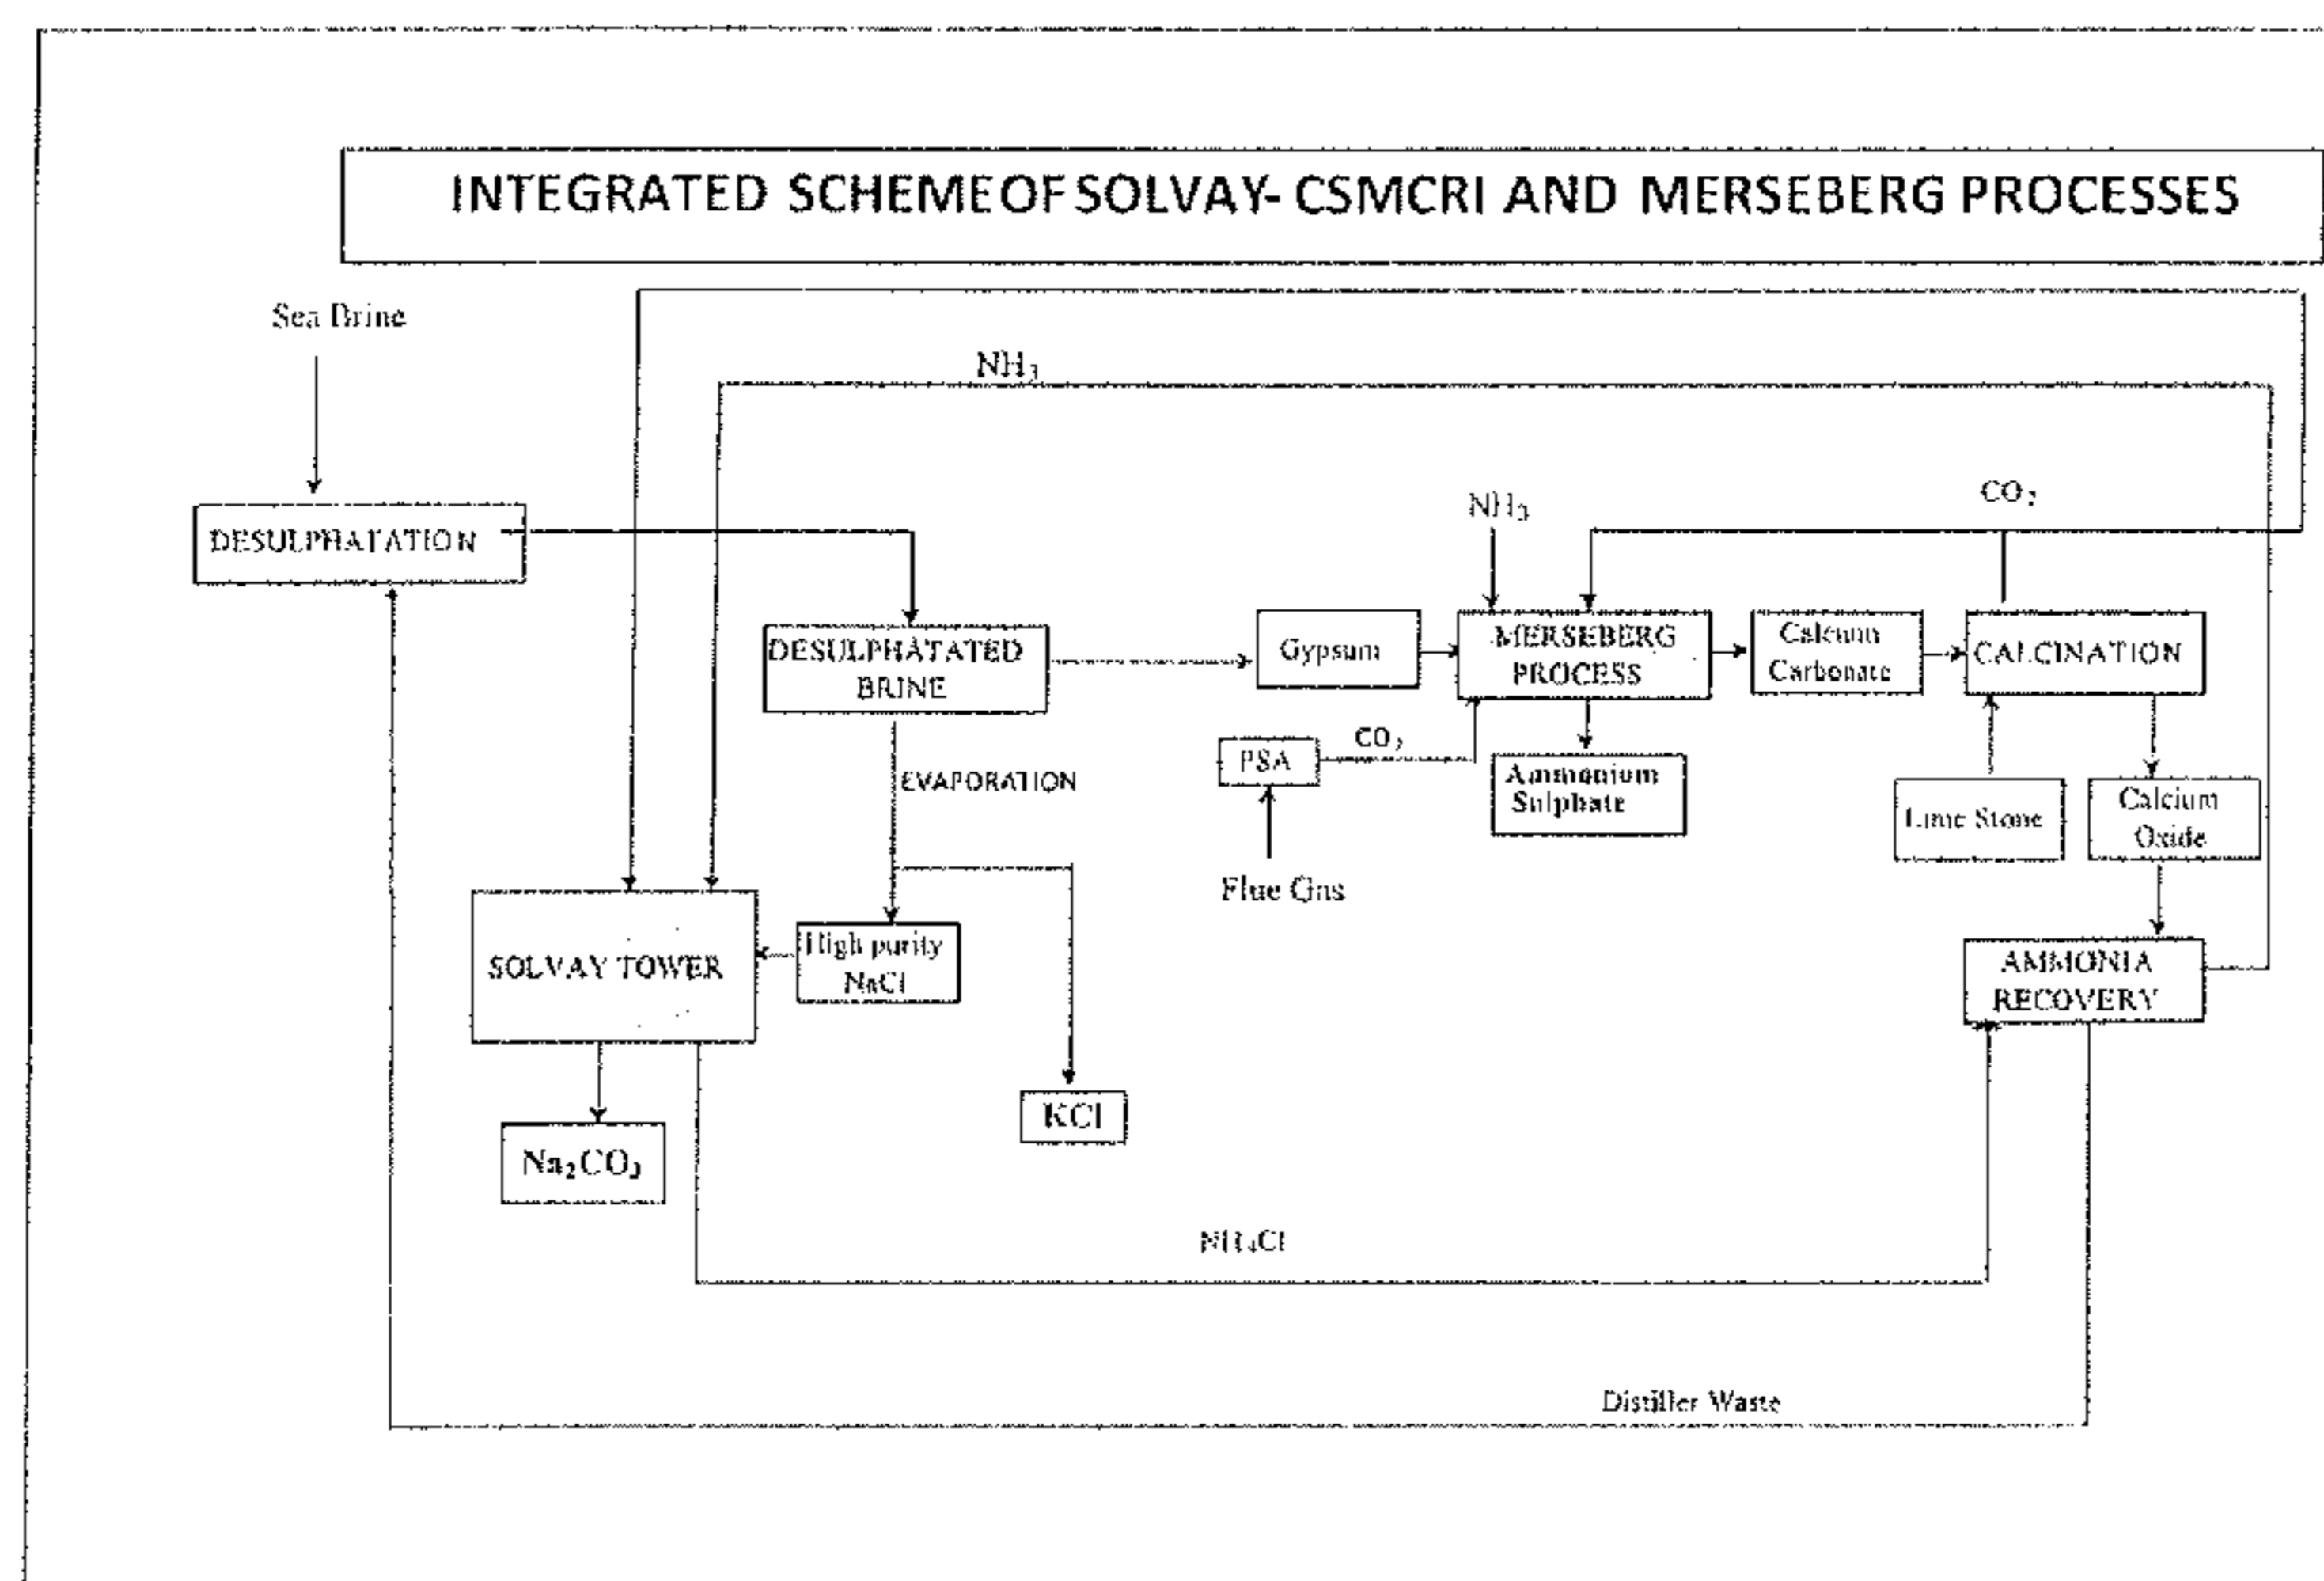 INTEGRATED SCHEME OF SOLVAY- CSMCRI AND MERSEBERG PROCESSES
Sea Brine
NH3
NH3
CO2
DESULPHATATION
DESULPHATATED
BRINE
Gypsum
MERSEBERG
PROCESS
Calcium
Carbonate
CALCINATION
PSA
CO2
EVAPORATION
Ammonium
Sulphate
Lime Stone
Calcium
Oxide
Flue Gas
SOLVAY TOWER
High purity
NaCl
AMMONIA
RECOVERY
KCl
Na2CO3
NH4Cl
Distiller Waste